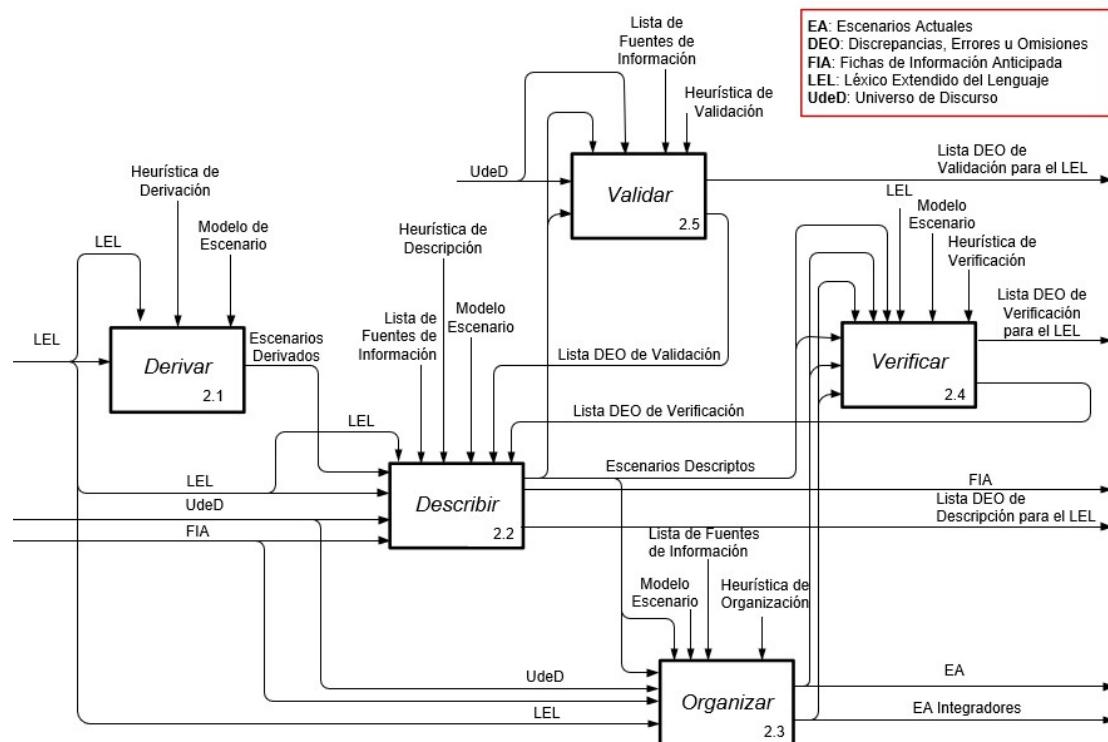 EA: Escenarios Actuales
DEO: Discrepancias, Errores u Omisiones
FIA: Fichas de Información Anticipada
LEL: Léxico Extendido del Lenguaje
UdeD: Universo de Discurso
Lista de
Fuentes de
Información
Heurística de
Validación
UdeD
Validar
2.5
Lista DEO de
Validación para el LEL
Heurística de
Derivación
Modelo de
Escenario
LEL
LEL
Derivar
2.1
Escenarios
Derivados
Heurística de
Descripción
Lista de
Fuentes de
Información
Modelo
Escenario
Lista DEO de Validación
Lista DEO de Verificación
LEL
Modelo
Escenario
Heurística de
Verificación
Lista DEO de
Verificación
para el LEL
Verificar
2.4
LEL
LEL
UdeD
FIA
Describir
2.2
Escenarios Descriptos
FIA
Lista DEO de
Descripción para el LEL
Lista de Fuentes
de Información
Modelo
Escenario
Heurística de
Organización
UdeD
LEL
Organizar
2.3
EA
EA Integradores